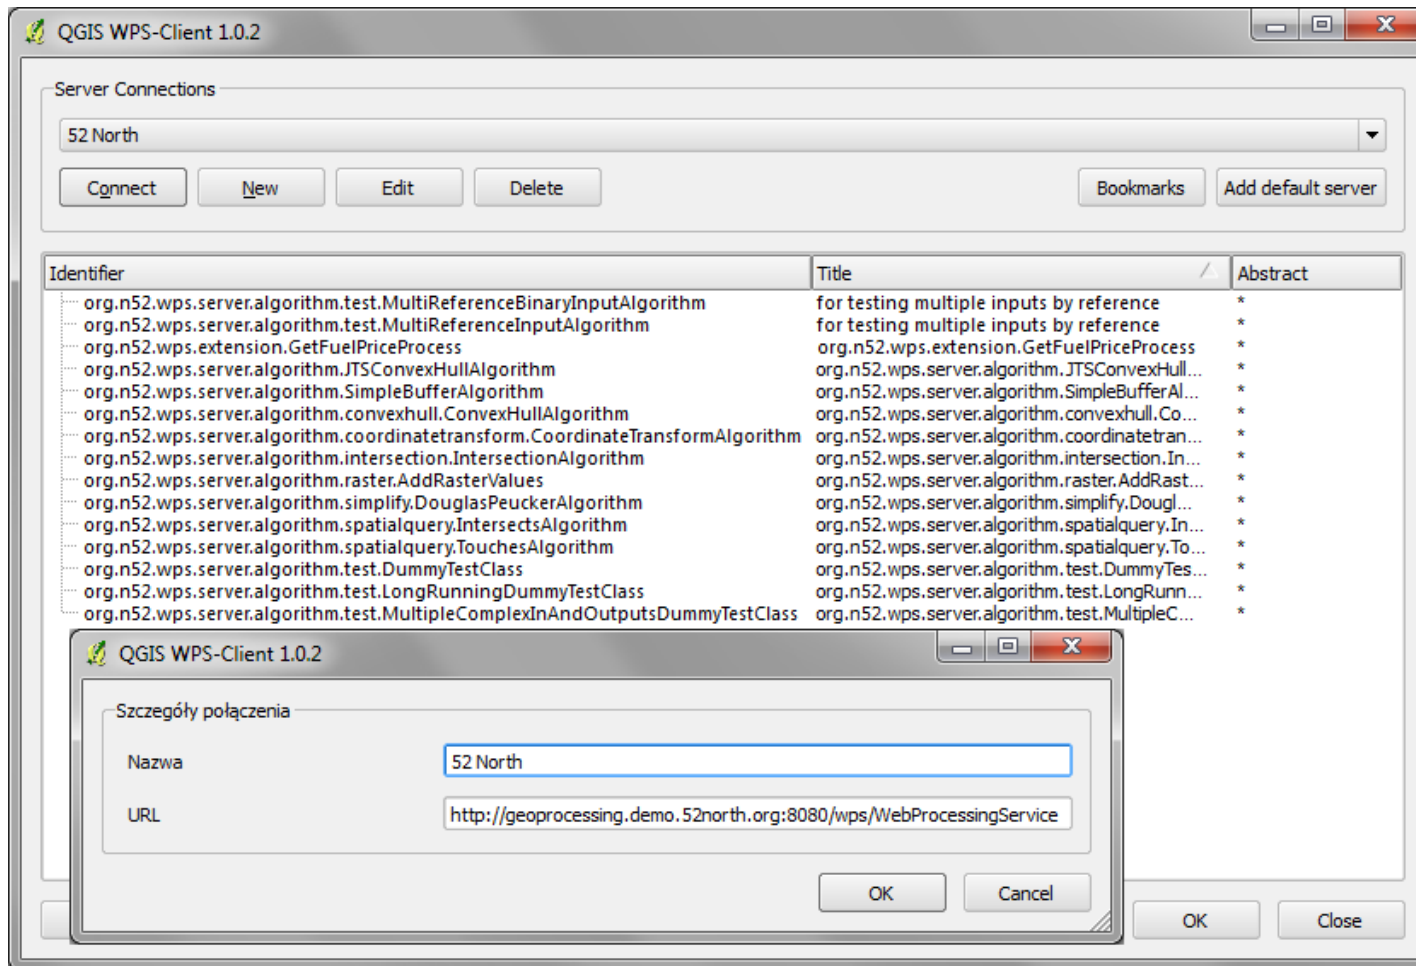 QGIS WPS-Client 1.0.2
Server Connections
52 North
Connect New Edit Delete Bookmarks Add default server
Identifier Title Abstract
org.n52.wps.server.algorithm.test.MultiReferenceBinaryInputAlgorithm for testing multiple inputs by reference *
org.n52.wps.server.algorithm.test.MultiReferenceInputAlgorithm for testing multiple inputs by reference *
org.n52.wps.extension.GetFuelPriceProcess org.n52.wps.extension.GetFuelPriceProcess *
org.n52.wps.server.algorithm.JTSConvexHullAlgorithm org.n52.wps.server.algorithm.JTSConvexHull... *
org.n52.wps.server.algorithm.SimpleBufferAlgorithm org.n52.wps.server.algorithm.SimpleBufferAl... *
org.n52.wps.server.algorithm.convexhull.ConvexHullAlgorithm org.n52.wps.server.algorithm.convexhull.Co... *
org.n52.wps.server.algorithm.coordinatetransform.CoordinateTransformAlgorithm org.n52.wps.server.algorithm.coordinatetran... *
org.n52.wps.server.algorithm.intersection.IntersectionAlgorithm org.n52.wps.server.algorithm.intersection.In... *
org.n52.wps.server.algorithm.raster.AddRasterValues org.n52.wps.server.algorithm.raster.AddRast... *
org.n52.wps.server.algorithm.simplify.DouglasPeuckerAlgorithm org.n52.wps.server.algorithm.simplify.Dougl... *
org.n52.wps.server.algorithm.spatialquery.IntersectsAlgorithm org.n52.wps.server.algorithm.spatialquery.In... *
org.n52.wps.server.algorithm.spatialquery.TouchesAlgorithm org.n52.wps.server.algorithm.spatialquery.To... *
org.n52.wps.server.algorithm.test.DummyTestClass org.n52.wps.server.algorithm.test.DummyTes... *
org.n52.wps.server.algorithm.test.LongRunningDummyTestClass org.n52.wps.server.algorithm.test.LongRunn... *
org.n52.wps.server.algorithm.test.MultipleComplexInAndOutputsDummyTestClass org.n52.wps.server.algorithm.test.MultipleC... *
QGIS WPS-Client 1.0.2
Szczegóły połączenia
Nazwa 52 North
URL http://geoprocessing.demo.52north.org:8080/wps/WebProcessingService
OK Cancel
OK Close